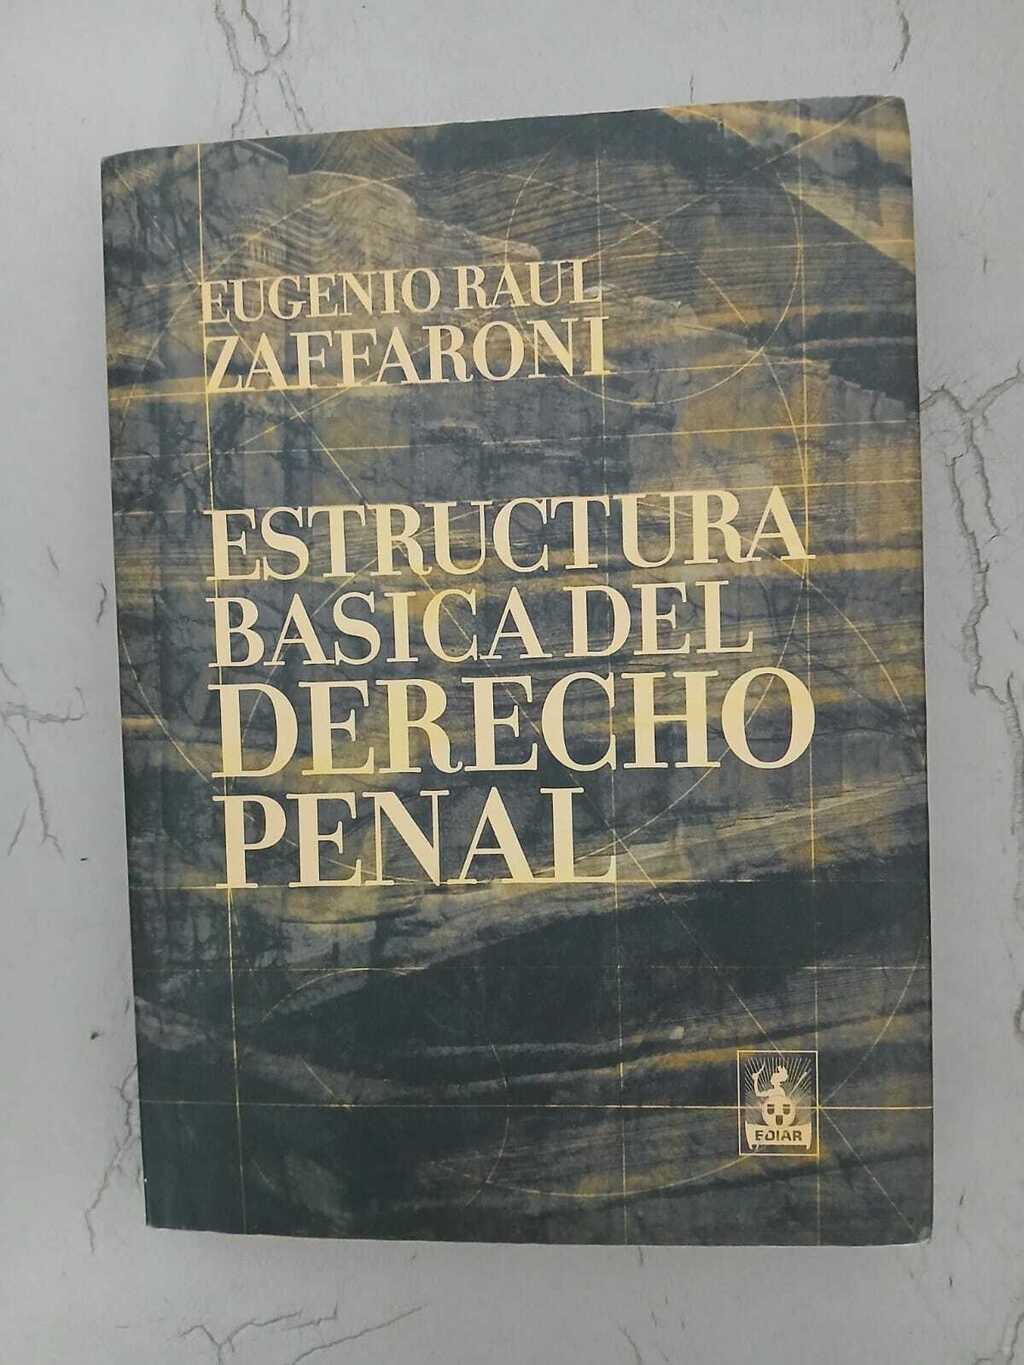 EUGENIO RAUL
ZAFFARONI
ESTRUCTURA
BASICA DEL
DERECHO
PENAL
EDIAR